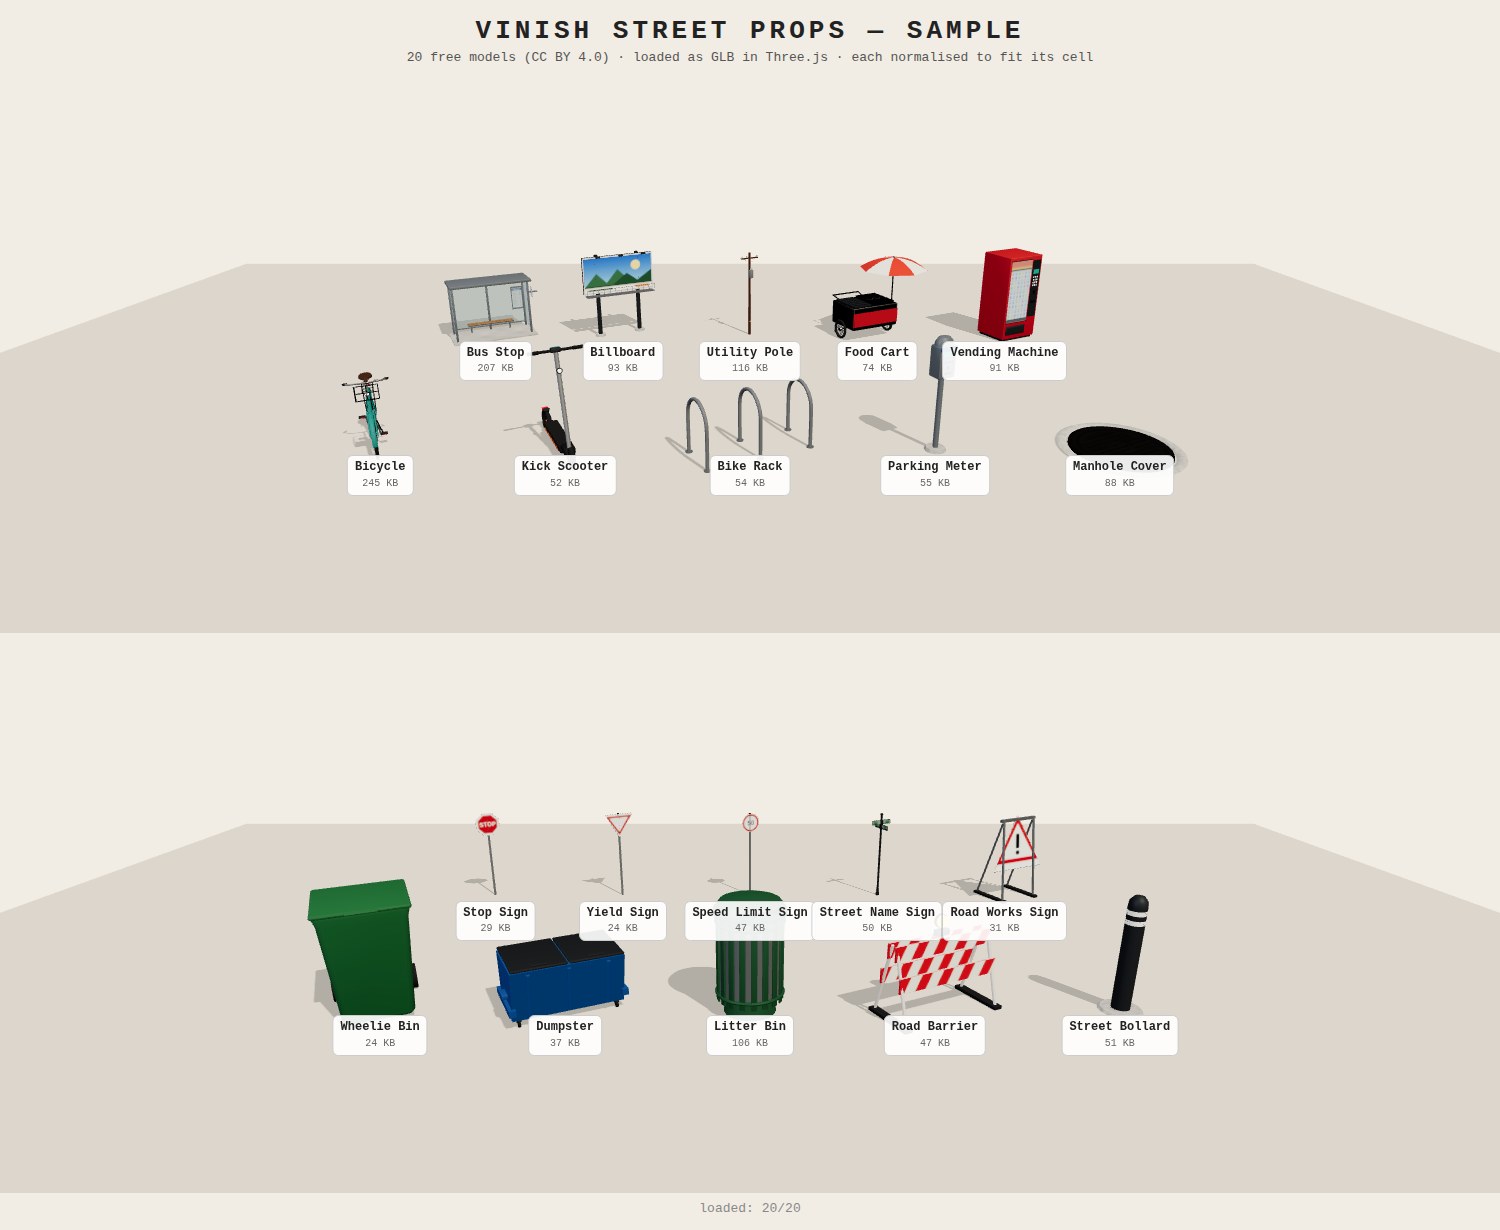 VINISH STREET PROPS — SAMPLE
20 free models (CC BY 4.0) · loaded as GLB in Three.js · each normalised to fit its cell
Bus Stop
207 KB
Billboard
93 KB
Utility Pole
116 KB
Food Cart
74 KB
Vending Machine
91 KB
Bicycle
245 KB
Kick Scooter
52 KB
Bike Rack
54 KB
Parking Meter
55 KB
Manhole Cover
88 KB
STOP
Stop Sign
29 KB
Yield Sign
24 KB
Speed Limit Sign
47 KB
Street Name Sign
50 KB
!
Road Works Sign
31 KB
Wheelie Bin
24 KB
Dumpster
37 KB
Litter Bin
106 KB
Road Barrier
47 KB
Street Bollard
51 KB
loaded: 20/20